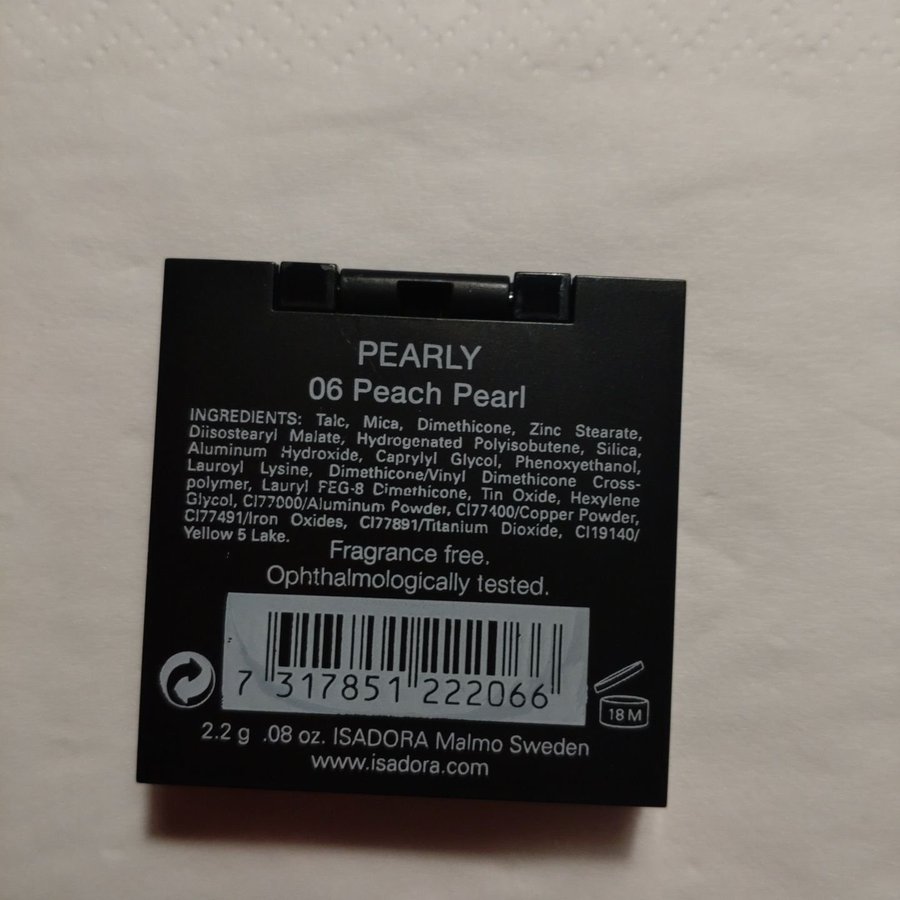 PEARLY
06 Peach Pearl
INGREDIENTS: Talc, Mica, Dimethicone, Zinc Stearate,
Diisostearyl Malate, Hydrogenated Polyisobutene, Silica,
Aluminum Hydroxide, Caprylyl Glycol, Phenoxyethanol,
Lauroyl Lysine, Dimethicone/Vinyl Dimethicone Cross-
polymer, Lauryl PEG-8 Dimethicone, Tin Oxide, Hexylene
Glycol, CI77000/Aluminum Powder, CI77400/Copper Powder,
CI77491/Iron Oxides, CI77891/Titanium Dioxide, CI19140/
Yellow 5 Lake.
Fragrance free.
Ophthalmologically tested.
7 317851 222066
18 M
2.2 g .08 oz. ISADORA Malmo Sweden
www.isadora.com